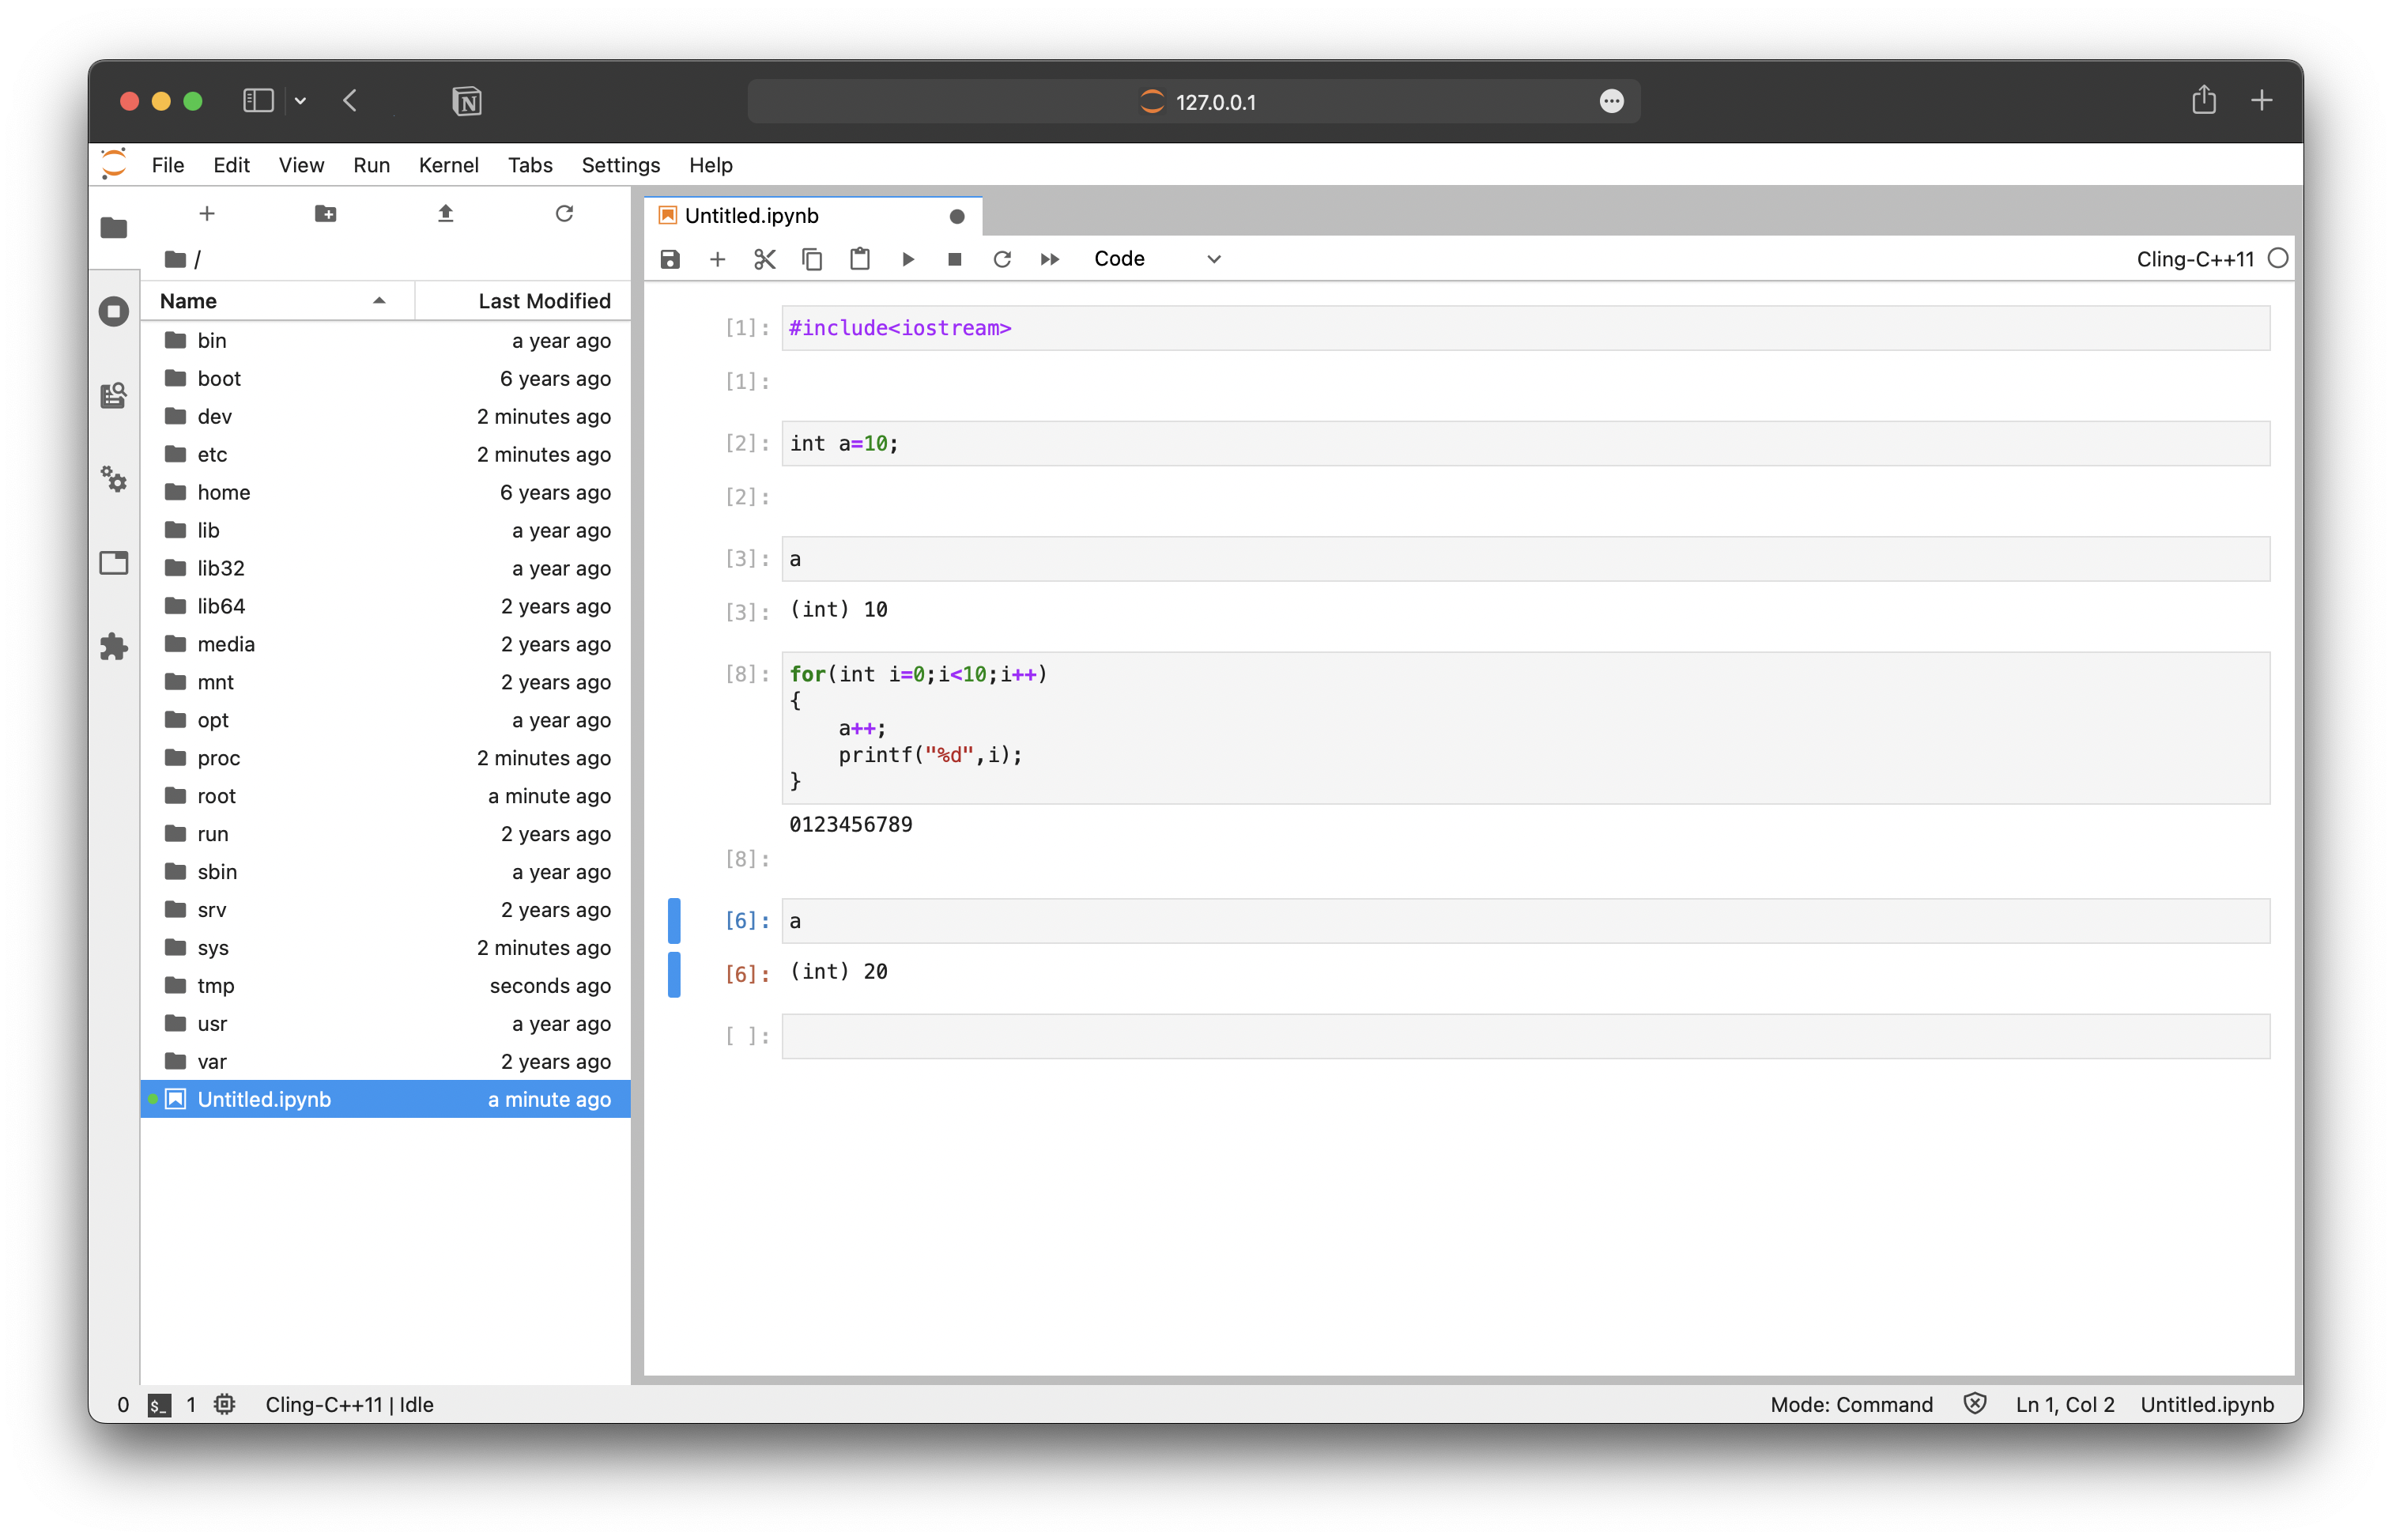 127.0.0.1
File Edit View Run Kernel Tabs Settings Help
/
Name Last Modified
bin a year ago
boot 6 years ago
dev 2 minutes ago
etc 2 minutes ago
home 6 years ago
lib a year ago
lib32 a year ago
lib64 2 years ago
media 2 years ago
mnt 2 years ago
opt a year ago
proc 2 minutes ago
root a minute ago
run 2 years ago
sbin a year ago
srv 2 years ago
sys 2 minutes ago
tmp seconds ago
usr a year ago
var 2 years ago
Untitled.ipynb a minute ago
Untitled.ipynb
Code Cling-C++11
[1]: #include<iostream>
[1]:
[2]: int a=10;
[2]:
[3]: a
[3]: (int) 10
[8]: for(int i=0;i<10;i++)
{
    a++;
    printf("%d",i);
}
0123456789
[8]:
[6]: a
[6]: (int) 20
[ ]:
0 $_ 1 Cling-C++11 | Idle Mode: Command Ln 1, Col 2 Untitled.ipynb